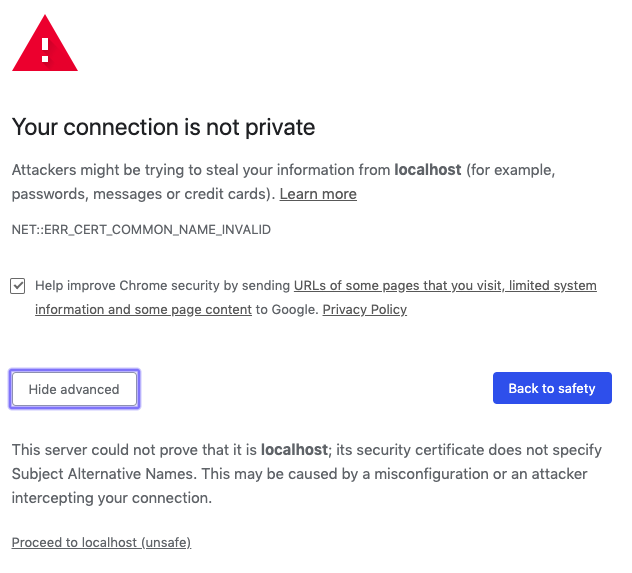 Your connection is not private
Attackers might be trying to steal your information from localhost (for example,
passwords, messages or credit cards). Learn more
NET::ERR_CERT_COMMON_NAME_INVALID
Help improve Chrome security by sending URLs of some pages that you visit, limited system
information and some page content to Google. Privacy Policy
Hide advanced
Back to safety
This server could not prove that it is localhost; its security certificate does not specify
Subject Alternative Names. This may be caused by a misconfiguration or an attacker
intercepting your connection.
Proceed to localhost (unsafe)